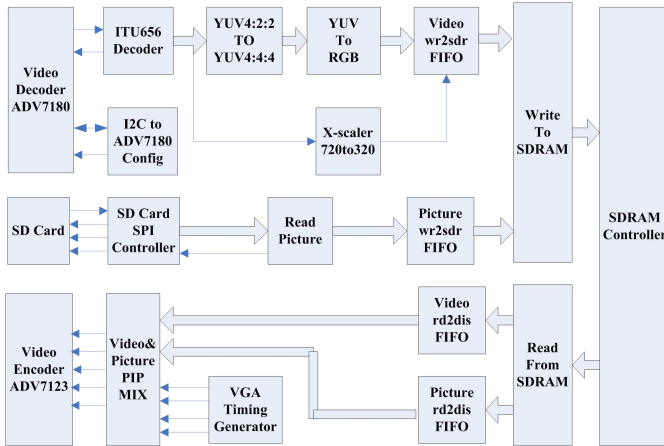 Video
Decoder
ADV7180
ITU656
Decoder
YUV4:2:2
TO
YUV4:4:4
YUV
To
RGB
Video
wr2sdr
FIFO
I2C to
ADV7180
Config
X-scaler
720to320
Write
To
SDRAM
SDRAM
Controller
SD Card
SD Card
SPI
Controller
Read
Picture
Picture
wr2sdr
FIFO
Video
Encoder
ADV7123
Video&
Picture
PIP
MIX
VGA
Timing
Generator
Video
rd2dis
FIFO
Picture
rd2dis
FIFO
Read
From
SDRAM